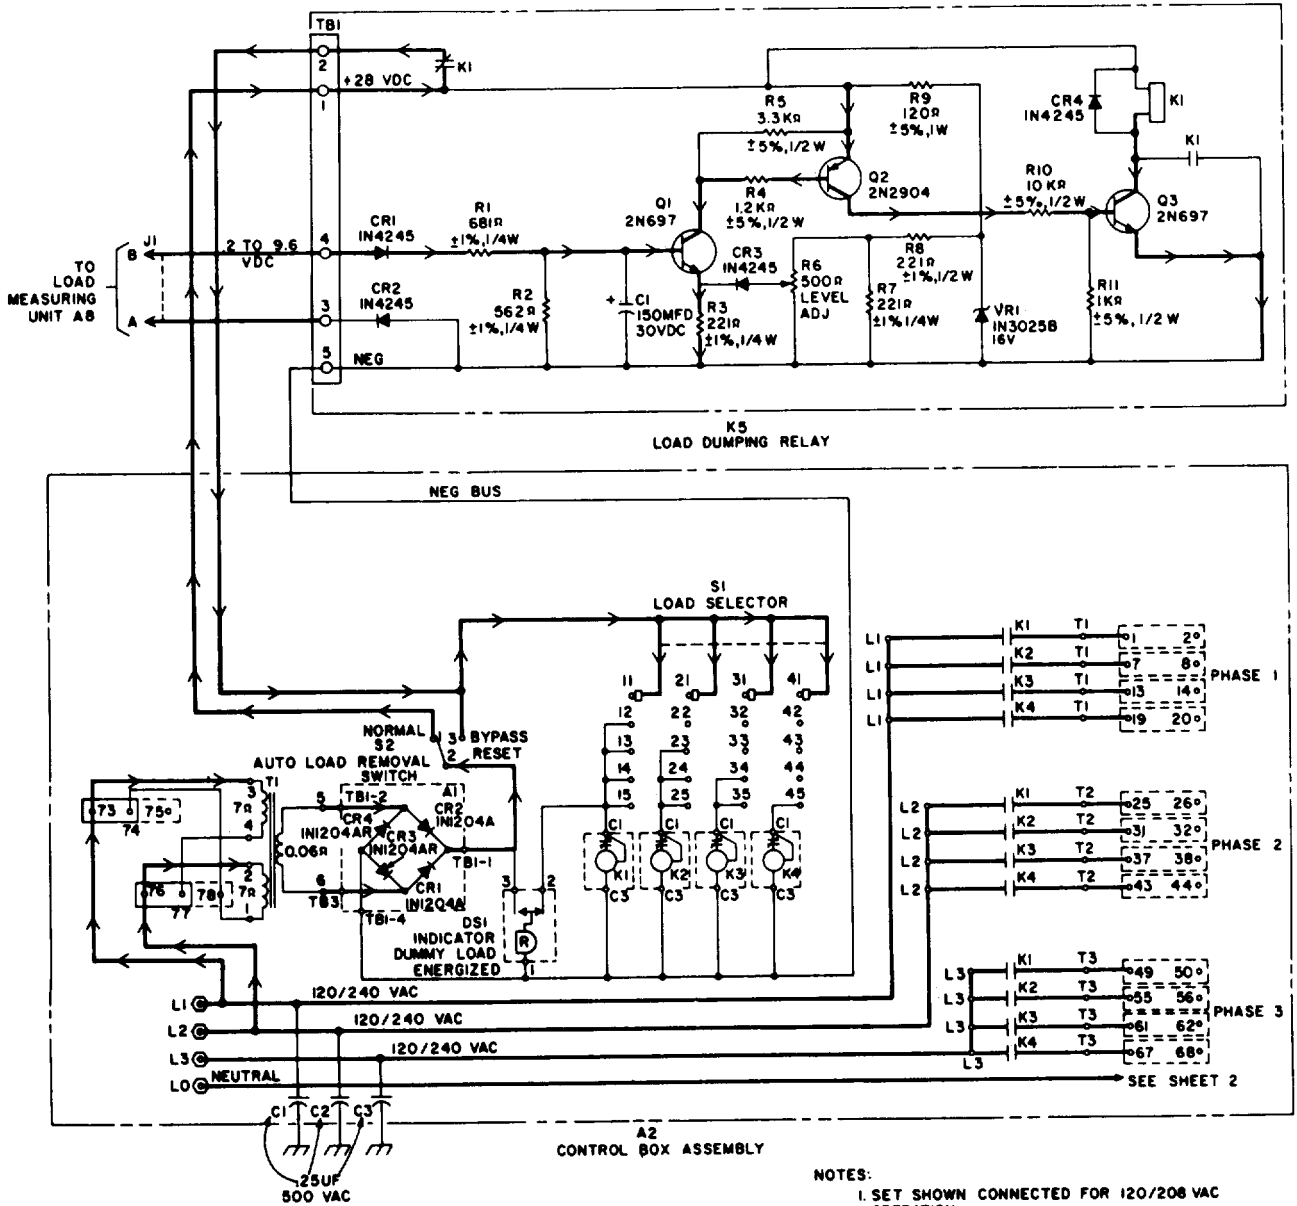 TB1
2
K1
+28 VDC
1
R5
3.3KΩ
±5%,1/2W
R9
120Ω
±5%,1W
CR4
1N4245
K1
K1
Q2
2N2904
R4
1.2KΩ
±5%,1/2W
R10
10KΩ
±5%,1/2W
Q3
2N697
Q1
2N697
R1
681Ω
±1%,1/4W
CR1
1N4245
4
J1
B
2 TO 9.6
VDC
TO
LOAD
MEASURING
UNIT A8
A
3
CR2
1N4245
R2
562Ω
±1%,1/4W
+
C1
150MFD
30VDC
R3
221Ω
±1%,1/4W
CR3
1N4245
R6
500Ω
LEVEL
ADJ
R8
221Ω
±1%,1/2W
R7
221Ω
±1%1/4W
VR1
1N3025B
16V
R11
1KΩ
±5%,1/2W
5
NEG
K5
LOAD DUMPING RELAY
NEG BUS
S1
LOAD SELECTOR
11 21 31 41
12 22 32 42
13 23 33 43
14 24 34 44
15 25 35 45
C1 C1 C1 C1
K1 K2 K3 K4
C3 C3 C3 C3
NORMAL
S2
1 3
2
BYPASS
RESET
AUTO LOAD REMOVAL
SWITCH
T1
3
7Ω
4
2
7Ω
1
73
74
75
76
77
78
0.06Ω
5
6
TB1-2
A1
CR4
1N1204AR
CR2
1N1204A
CR3
1N1204AR
TB1-1
CR1
1N1204A
TB3
TB1-4
3 2
R
1
DS1
INDICATOR
DUMMY LOAD
ENERGIZED
L1 K1 T1 1 2
L1 K2 T1 7 8
L1 K3 T1 13 14
L1 K4 T1 19 20
PHASE 1
L2 K1 T2 25 26
L2 K2 T2 31 32
L2 K3 T2 37 38
L2 K4 T2 43 44
PHASE 2
L3 K1 T3 49 50
L3 K2 T3 55 56
L3 K3 T3 61 62
L3 K4 T3 67 68
PHASE 3
L1 120/240 VAC
L2 120/240 VAC
L3 120/240 VAC
L0 NEUTRAL
SEE SHEET 2
C1 C2 C3
.25UF
500 VAC
A2
CONTROL BOX ASSEMBLY
NOTES:
1. SET SHOWN CONNECTED FOR 120/208 VAC